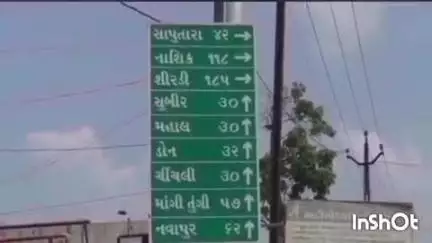 સાપુતારા ૪૨ →
નાશિક ૧૧૮ →
શીરડી ૧૮૫ →
સુબીર ૩૦ ↑
મહાલ ૩૦ ↑
ડોન ૩૨ ↑
ચીંચલી ૩૦ ↑
માંગી તુંગી ૫૭ ↑
નવાપુર ૬૨ ↑
InShOt